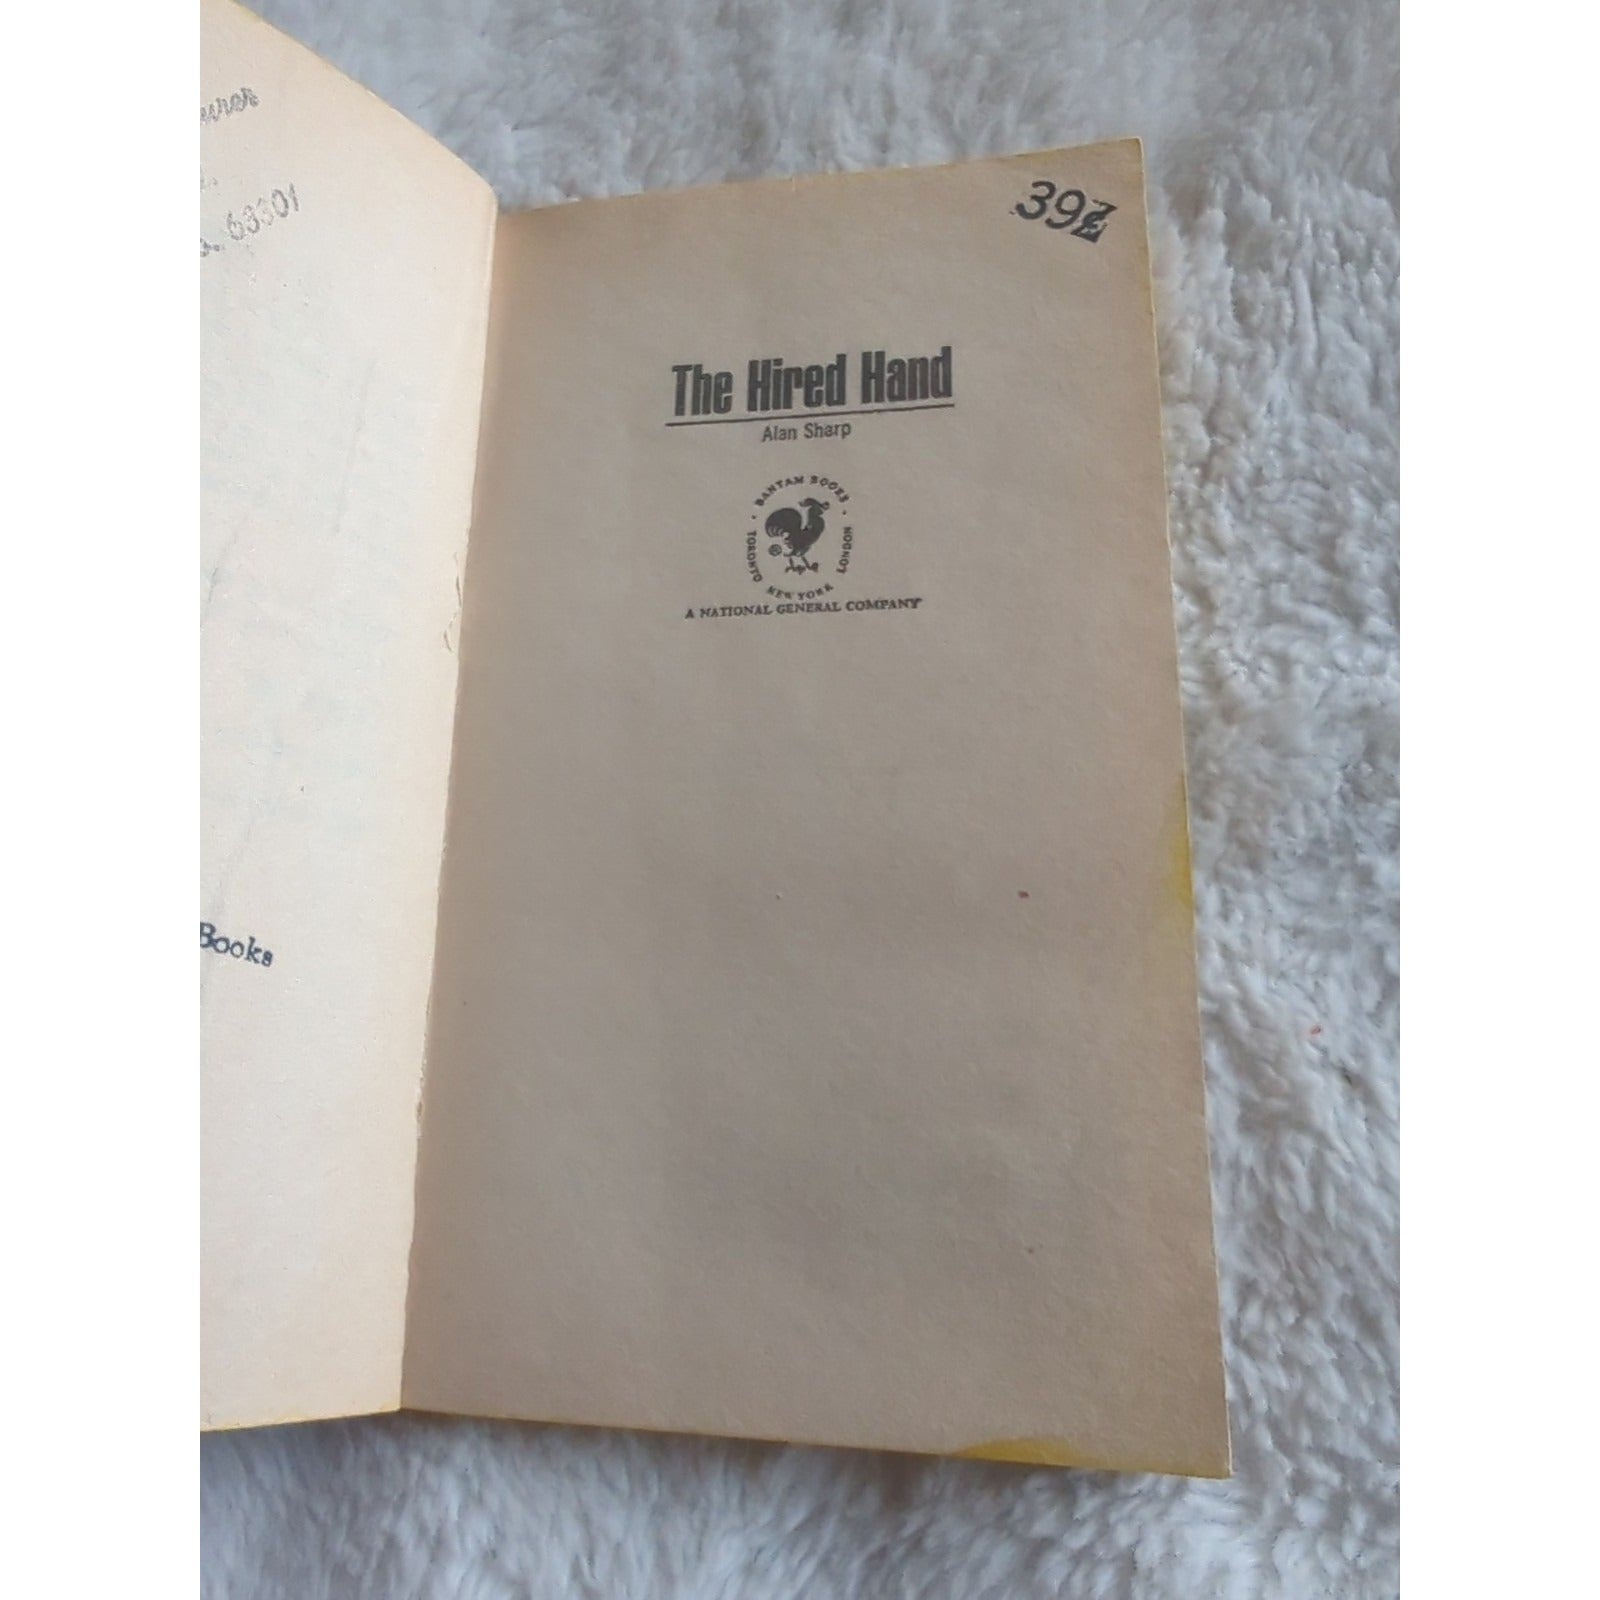 63301
Books
39¢
The Hired Hand
Alan Sharp
BANTAM BOOKS
TORONTO · NEW YORK · LONDON
A NATIONAL GENERAL COMPANY